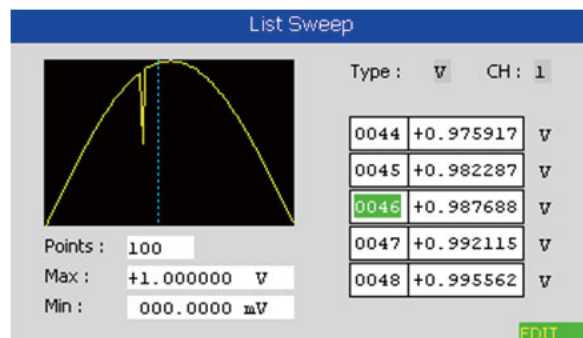 List Sweep
Type : V CH : 1
0044 +0.975917 V
0045 +0.982287 V
0046 +0.987688 V
0047 +0.992115 V
0048 +0.995562 V
Points : 100
Max : +1.000000 V
Min : 000.0000 mV
EDIT